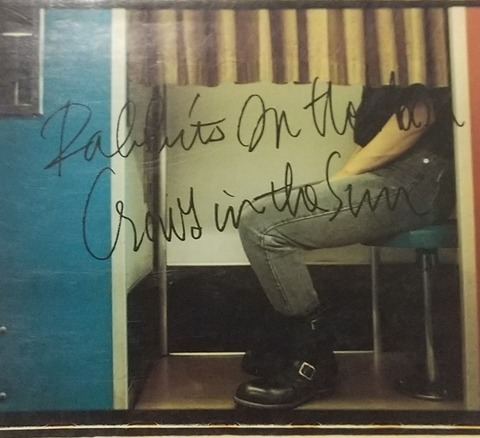 Rabbits On the
Crows in the Sun